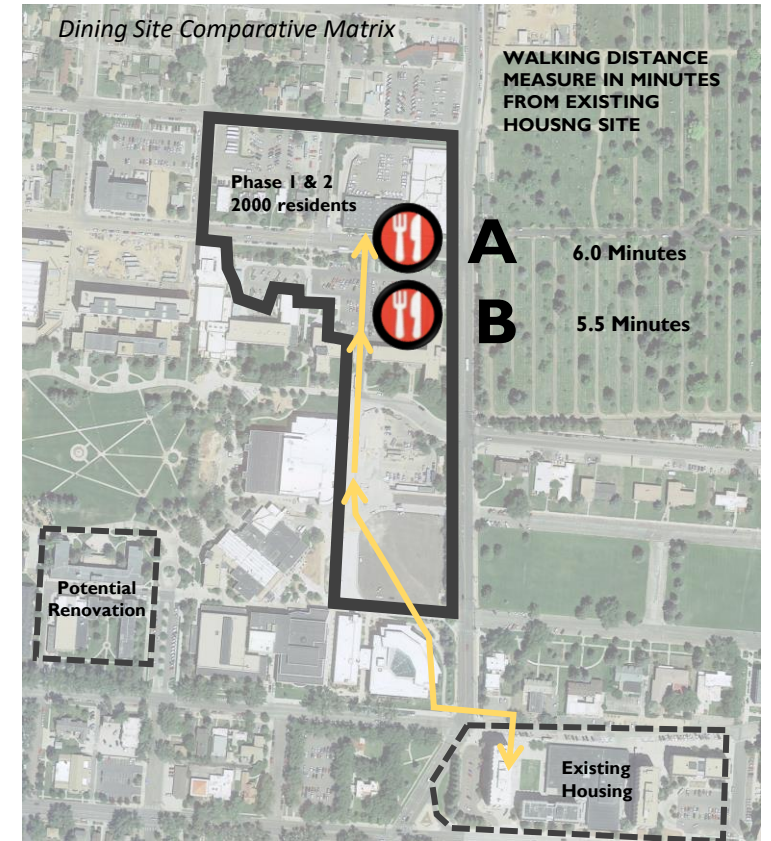 Dining Site Comparative Matrix
WALKING DISTANCE
MEASURE IN MINUTES
FROM EXISTING
HOUSNG SITE
Phase 1 & 2
2000 residents
A
6.0 Minutes
B
5.5 Minutes
Potential
Renovation
Existing
Housing